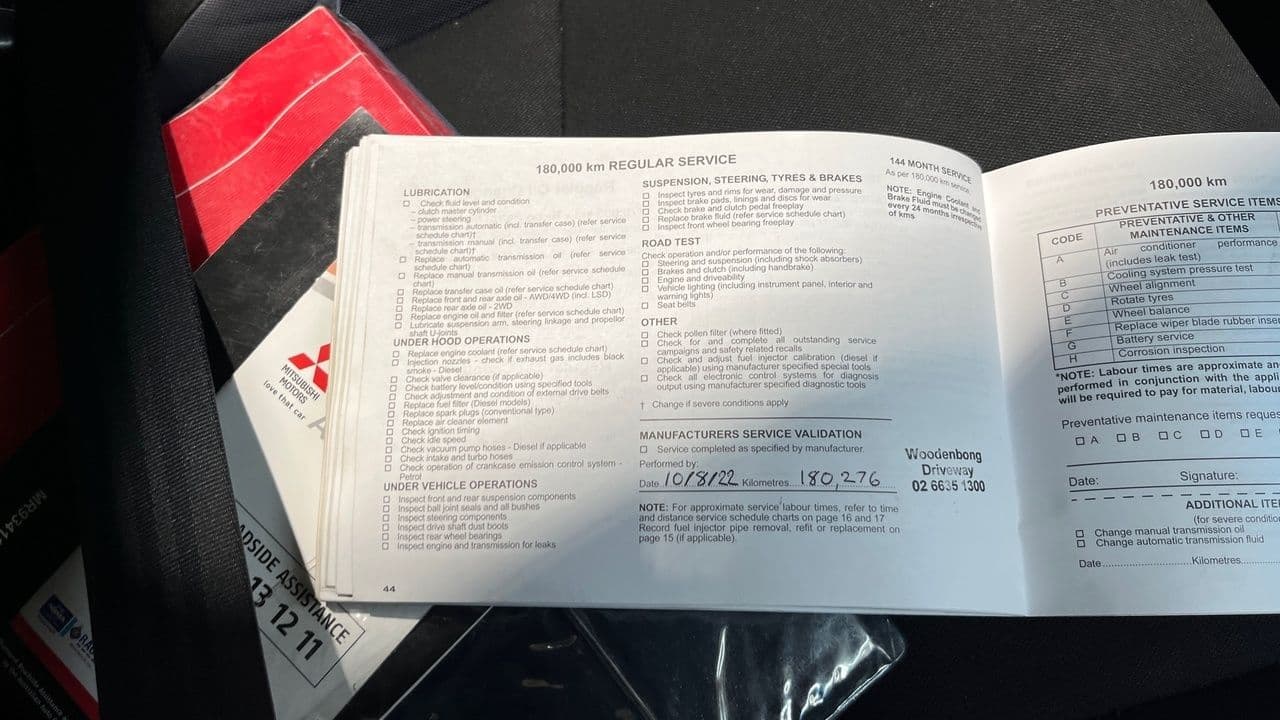 180,000 km REGULAR SERVICE
LUBRICATION
☐ Check fluid level and condition
– clutch master cylinder
– power steering
– transmission automatic (incl. transfer case) (refer service
schedule chart)†
– transmission manual (incl. transfer case) (refer service
schedule chart)†
☐ Replace automatic transmission oil (refer service
schedule chart)
☐ Replace manual transmission oil (refer service schedule
chart)
☐ Replace transfer case oil (refer service schedule chart)
☐ Replace front and rear axle oil - AWD/4WD (incl. LSD)
☐ Replace rear axle oil - 2WD
☐ Replace engine oil and filter (refer service schedule chart)
☐ Lubricate suspension arm, steering linkage and propellor
shaft U-joints
UNDER HOOD OPERATIONS
☐ Replace engine coolant (refer service schedule chart)
☐ Injection nozzles - check if exhaust gas includes black
smoke - Diesel
☐ Check valve clearance (if applicable)
☐ Check battery level/condition using specified tools
☐ Check adjustment and condition of external drive belts
☐ Replace fuel filter (Diesel models)
☐ Replace spark plugs (conventional type)
☐ Replace air cleaner element
☐ Check ignition timing
☐ Check idle speed
☐ Check vacuum pump hoses - Diesel if applicable
☐ Check intake and turbo hoses
☐ Check operation of crankcase emission control system -
Petrol
UNDER VEHICLE OPERATIONS
☐ Inspect front and rear suspension components
☐ Inspect ball joint seals and all bushes
☐ Inspect steering components
☐ Inspect drive shaft dust boots
☐ Inspect rear wheel bearings
☐ Inspect engine and transmission for leaks
44
SUSPENSION, STEERING, TYRES & BRAKES
☐ Inspect tyres and rims for wear, damage and pressure
☐ Inspect brake pads, linings and discs for wear
☐ Check brake and clutch pedal freeplay
☐ Replace brake fluid (refer service schedule chart)
☐ Inspect front wheel bearing freeplay
ROAD TEST
Check operation and/or performance of the following:
☐ Steering and suspension (including shock absorbers)
☐ Brakes and clutch (including handbrake)
☐ Engine and driveability
☐ Vehicle lighting (including instrument panel, interior and
warning lights)
☐ Seat belts
OTHER
☐ Check pollen filter (where fitted)
☐ Check for and complete all outstanding service
campaigns and safety related recalls
☐ Check and adjust fuel injector calibration (diesel if
applicable) using manufacturer specified special tools
☐ Check all electronic control systems for diagnosis
output using manufacturer specified diagnostic tools
† Change if severe conditions apply
MANUFACTURERS SERVICE VALIDATION
☐ Service completed as specified by manufacturer.
Performed by:
Date 10/8/22 Kilometres...180,276
NOTE: For approximate service labour times, refer to time
and distance service schedule charts on page 16 and 17
Record fuel injector pipe removal, refit or replacement on
page 15 (if applicable).
144 MONTH SERVICE
As per 180,000 km service
NOTE: Engine Coolant and
Brake Fluid must be changed
every 24 months irrespective
of kms
Woodenbong
Driveway
02 6635 1300
180,000 km
PREVENTATIVE SERVICE ITEMS
CODE PREVENTATIVE & OTHER
MAINTENANCE ITEMS
A Air conditioner performance
(includes leak test)
B Cooling system pressure test
C Wheel alignment
D Rotate tyres
E Wheel balance
F Replace wiper blade rubber inser
G Battery service
H Corrosion inspection
*NOTE: Labour times are approximate an
performed in conjunction with the appli
will be required to pay for material, labou
Preventative maintenance items reques
☐ A ☐ B ☐ C ☐ D ☐ E
Date: Signature:
ADDITIONAL ITE
(for severe conditio
☐ Change manual transmission oil
☐ Change automatic transmission fluid
Date..............................Kilometres............
MITSUBISHI
MOTORS
love that car
ADSIDE ASSISTANCE
13 12 11
MR9341
RAC